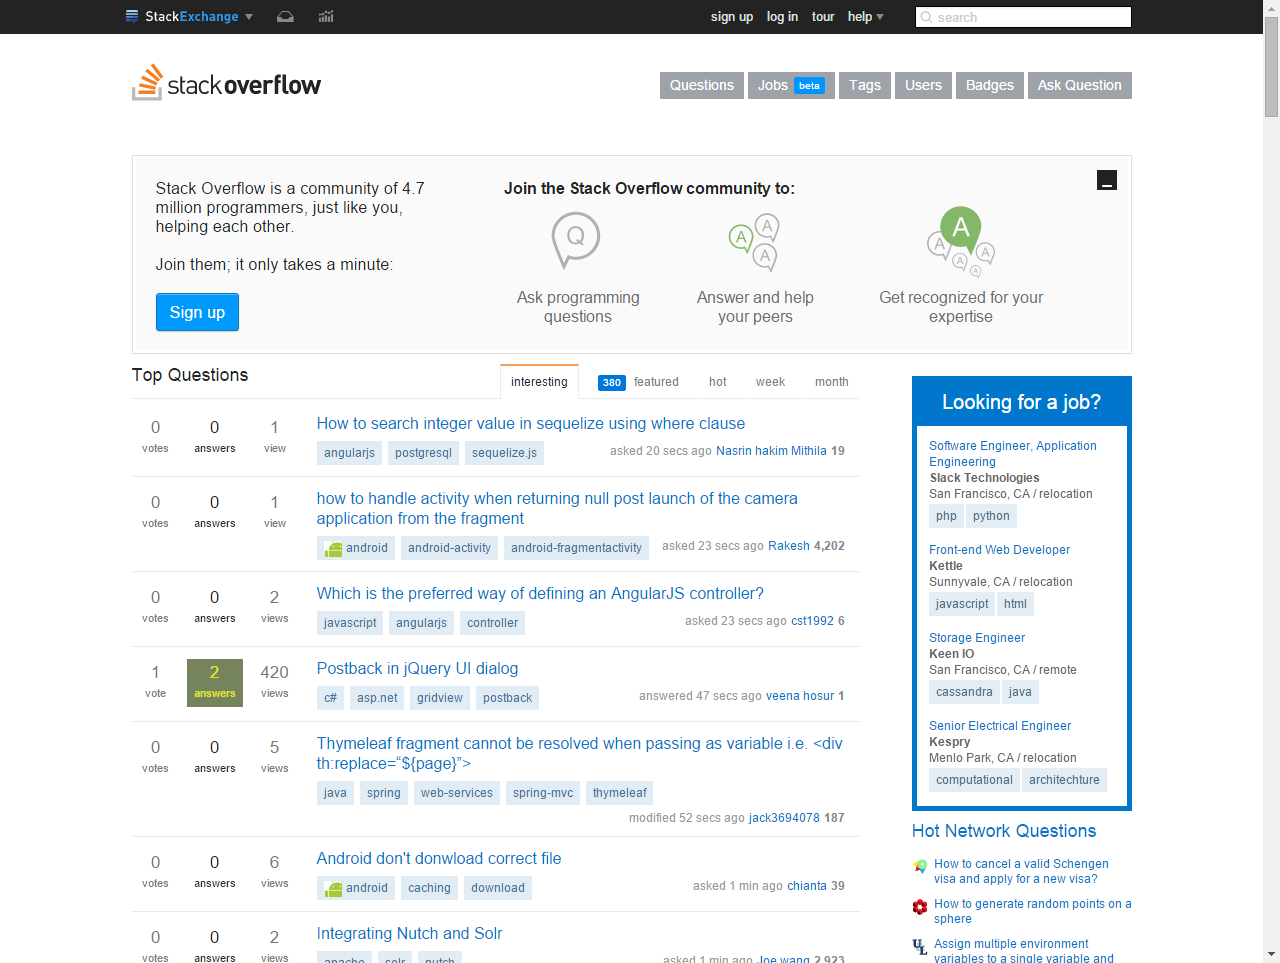 StackExchange
sign up log in tour help
search
stackoverflow
Questions Jobs beta Tags Users Badges Ask Question
Stack Overflow is a community of 4.7
million programmers, just like you,
helping each other.
Join them; it only takes a minute:
Sign up
Join the Stack Overflow community to:
Q
Ask programming
questions
A A A
Answer and help
your peers
A A A A A
Get recognized for your
expertise
Top Questions
interesting 380 featured hot week month
0 0 1
votes answers view
How to search integer value in sequelize using where clause
angularjs postgresql sequelize.js
asked 20 secs ago Nasrin hakim Mithila 19
0 0 1
votes answers view
how to handle activity when returning null post launch of the camera
application from the fragment
android android-activity android-fragmentactivity
asked 23 secs ago Rakesh 4,202
0 0 2
votes answers views
Which is the preferred way of defining an AngularJS controller?
javascript angularjs controller
asked 23 secs ago cst1992 6
1 2 420
vote answers views
Postback in jQuery UI dialog
c# asp.net gridview postback
answered 47 secs ago veena hosur 1
0 0 5
votes answers views
Thymeleaf fragment cannot be resolved when passing as variable i.e. <div
th:replace=“${page}”>
java spring web-services spring-mvc thymeleaf
modified 52 secs ago jack3694078 187
0 0 6
votes answers views
Android don't donwload correct file
android caching download
asked 1 min ago chianta 39
0 0 2
votes answers views
Integrating Nutch and Solr
apache solr nutch
asked 1 min ago Joe wang 2,923
Looking for a job?
Software Engineer, Application
Engineering
Slack Technologies
San Francisco, CA / relocation
php python
Front-end Web Developer
Kettle
Sunnyvale, CA / relocation
javascript html
Storage Engineer
Keen IO
San Francisco, CA / remote
cassandra java
Senior Electrical Engineer
Kespry
Menlo Park, CA / relocation
computational architechture
Hot Network Questions
How to cancel a valid Schengen
visa and apply for a new visa?
How to generate random points on a
sphere
UL
Assign multiple environment
variables to a single variable and